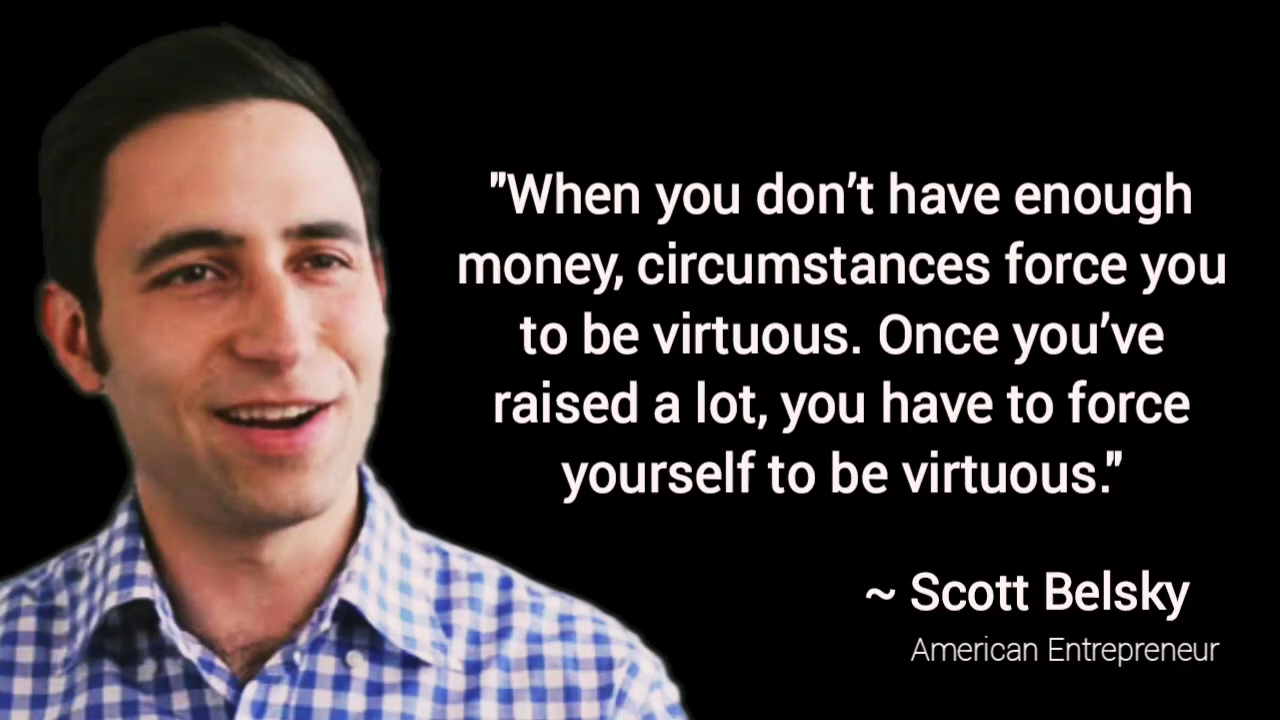 "When you don’t have enough
money, circumstances force you
to be virtuous. Once you’ve
raised a lot, you have to force
yourself to be virtuous."
~ Scott Belsky
American Entrepreneur